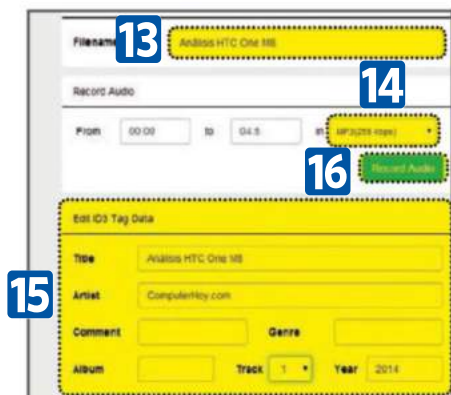 Filename 13 Análisis HTC One M8
Record Audio 14
From 00:00 to 04:5 in MP3(256 kbps)
16 Record Audio
Edit ID3 Tag Data
Title Análisis HTC One M8
15 Artist ComputerHoy.com
Comment Genre
Album Track 1 Year 2014